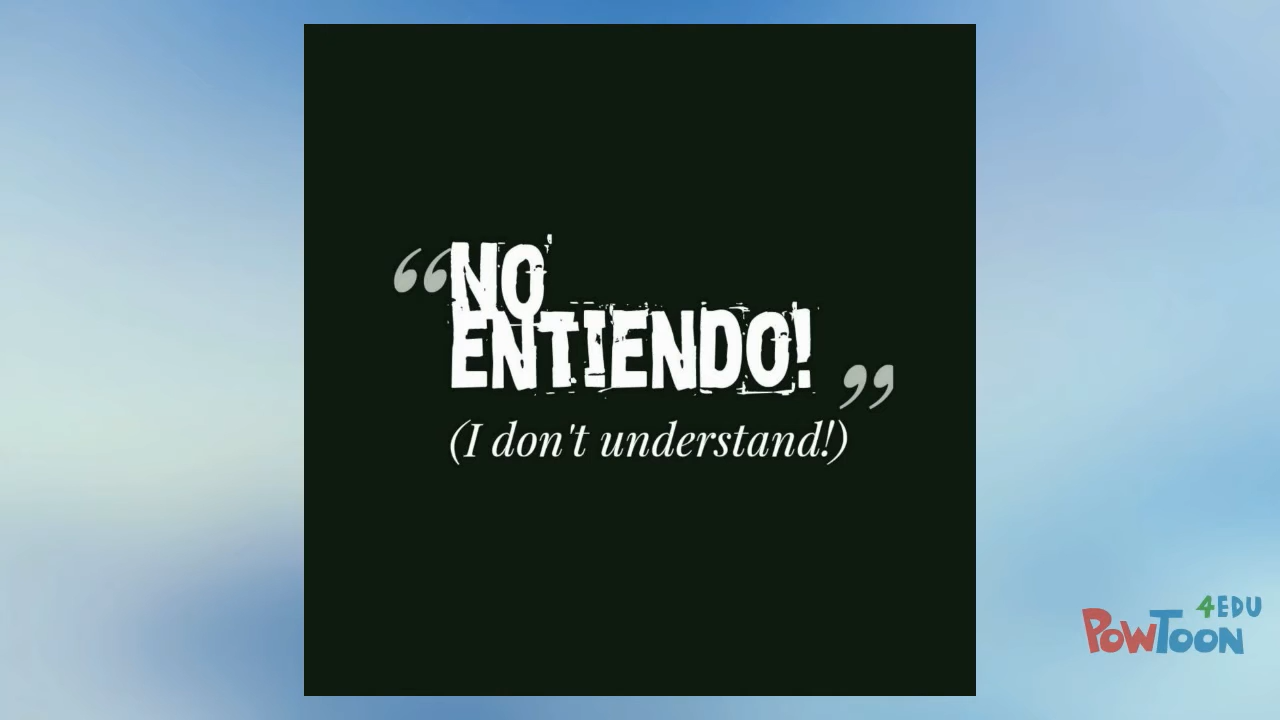 “NO
ENTIENDO!”
(I don't understand!)
4EDU
POWTOON